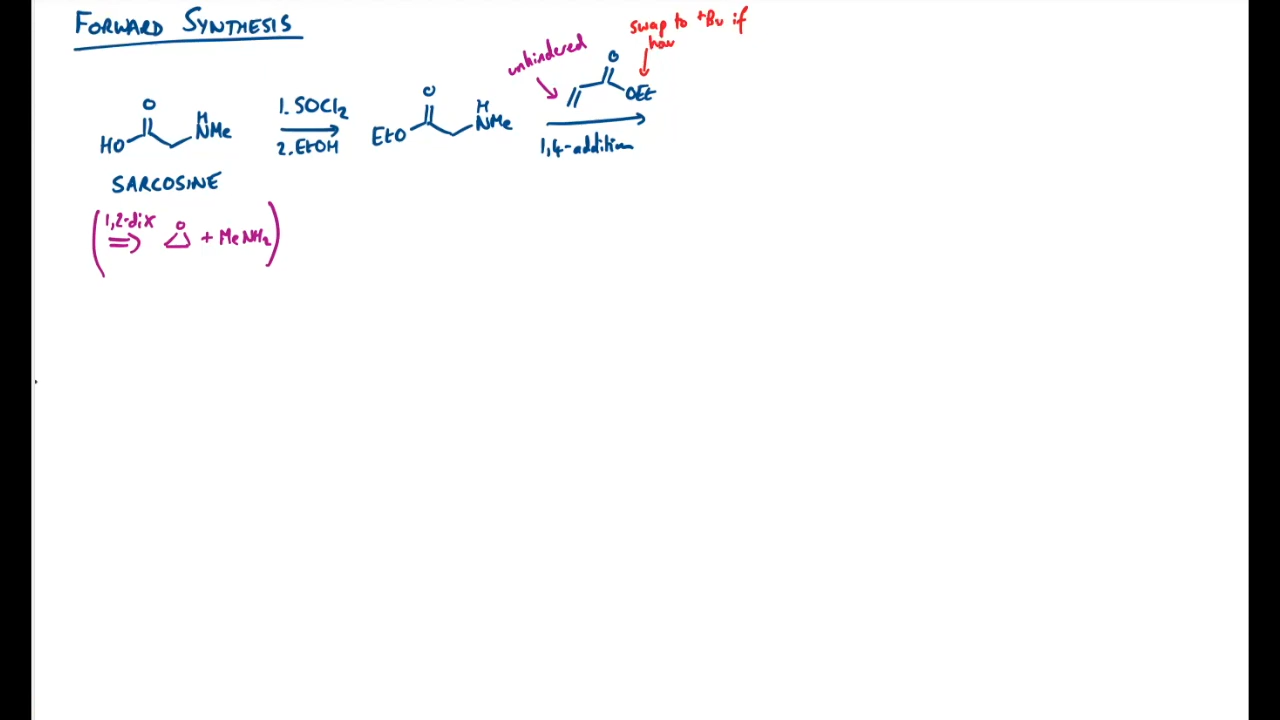 FORWARD SYNTHESIS
swap to tBu if
hav
unhindered
O
OEt
O
HO
H
NMe
1. SOCl2
2. EtOH
O
EtO
H
NMe
1,4-addition
SARCOSINE
1,2-diX
O
+ MeNH2